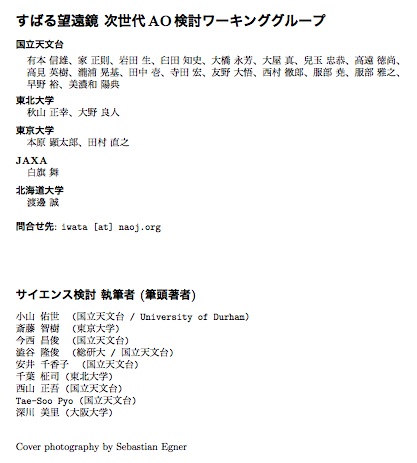 すばる望遠鏡 次世代 AO 検討ワーキンググループ
国立天文台
有本 信雄、家 正則、岩田 生、臼田 知史、大橋 永芳、大屋 真、兒玉 忠恭、高遠 徳尚、
高見 英樹、瀧浦 晃基、田中 壱、寺田 宏、友野 大悟、西村 徹郎、服部 尭、服部 雅之、
早野 裕、美濃和 陽典
東北大学
秋山 正幸、大野 良人
東京大学
本原 顕太郎、田村 直之
JAXA
白旗 舞
北海道大学
渡邊 誠
問合せ先: iwata [at] naoj.org
サイエンス検討 執筆者 (筆頭著者)
小山 佑世 (国立天文台 / University of Durham)
斎藤 智樹 (東京大学)
今西 昌俊 (国立天文台)
澁谷 隆俊 (総研大 / 国立天文台)
安井 千香子 (国立天文台)
千葉 柾司 (東北大学)
西山 正吾 (国立天文台)
Tae-Soo Pyo (国立天文台)
深川 美里 (大阪大学)
Cover photography by Sebastian Egner